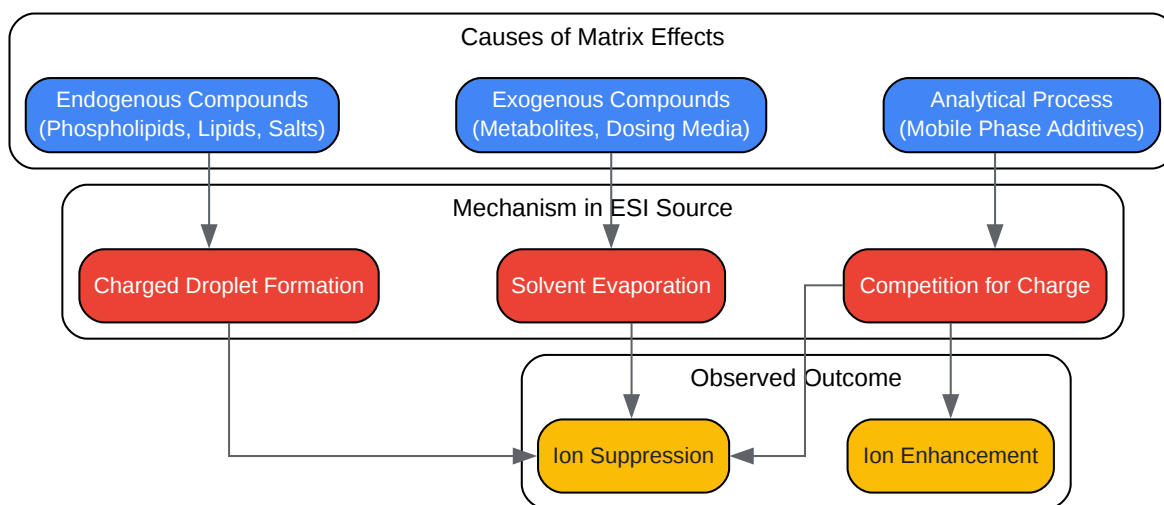 Causes of Matrix Effects
Endogenous Compounds
(Phospholipids, Lipids, Salts)
Exogenous Compounds
(Metabolites, Dosing Media)
Analytical Process
(Mobile Phase Additives)
Mechanism in ESI Source
Charged Droplet Formation
Solvent Evaporation
Competition for Charge
Observed Outcome
Ion Suppression
Ion Enhancement